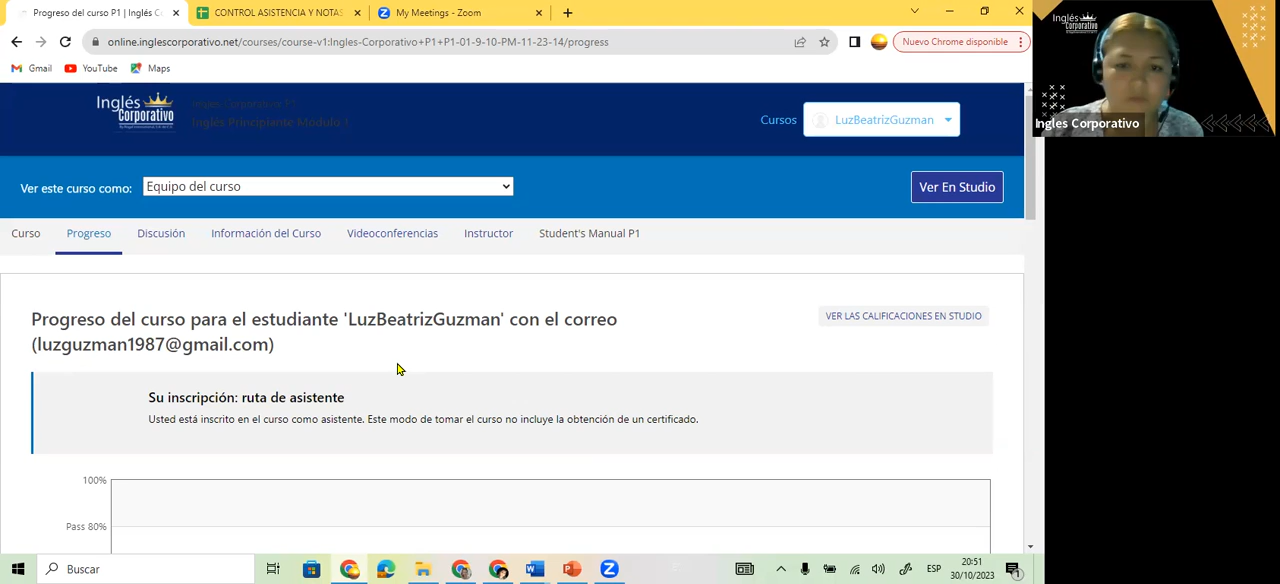 Progreso del curso P1 | Inglés C
CONTROL ASISTENCIA Y NOTAS
My Meetings - Zoom
online.inglescorporativo.net/courses/course-v1:Ingles-Corporativo+P1+P1-01-9-10-PM-11-23-14/progress
Nuevo Chrome disponible
Gmail
YouTube
Maps
Inglés
Corporativo
Inglés Principiante Modulo 1
Cursos
LuzBeatrizGuzman
Ver este curso como:
Equipo del curso
Ver En Studio
Curso
Progreso
Discusión
Información del Curso
Videoconferencias
Instructor
Student's Manual P1
Progreso del curso para el estudiante 'LuzBeatrizGuzman' con el correo
(luzguzman1987@gmail.com)
VER LAS CALIFICACIONES EN STUDIO
Su inscripción: ruta de asistente
Usted está inscrito en el curso como asistente. Este modo de tomar el curso no incluye la obtención de un certificado.
100%
Pass 80%
Inglés
Corporativo
Ingles Corporativo
Buscar
ESP
20:51
30/10/2023
1